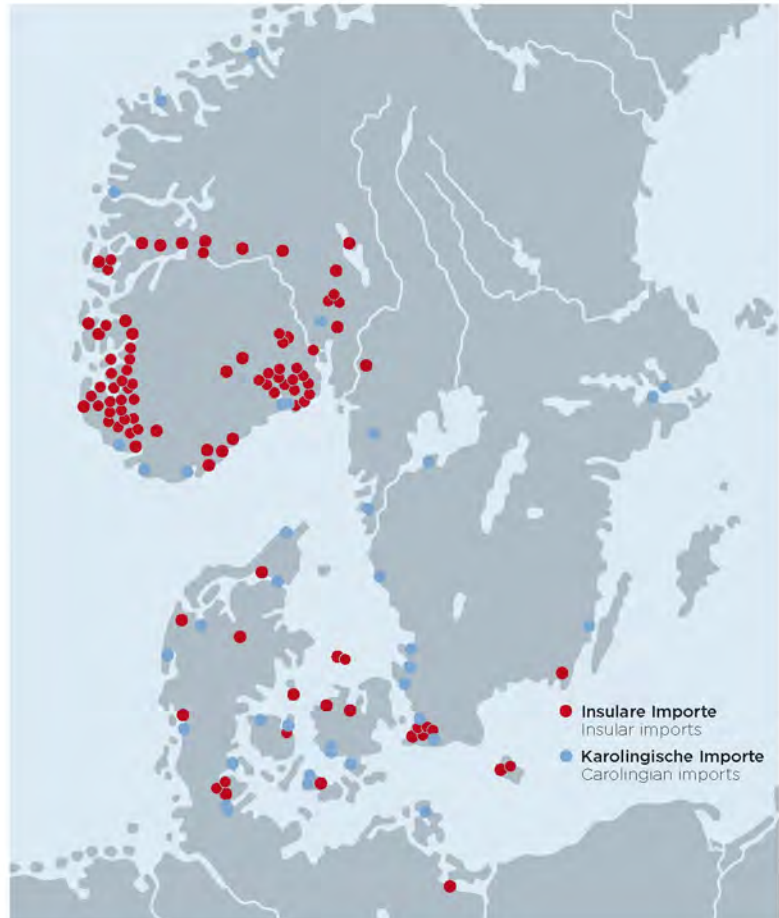 Insulare Importe
Insular imports
Karolingische Importe
Carolingian imports